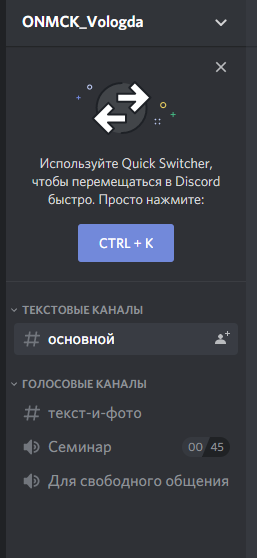 ONMCK_Vologda
Используйте Quick Switcher,
чтобы перемещаться в Discord
быстро. Просто нажмите:
CTRL + K
ТЕКСТОВЫЕ КАНАЛЫ
# основной
ГОЛОСОВЫЕ КАНАЛЫ
# текст-и-фото
Семинар 00 45
Для свободного общения